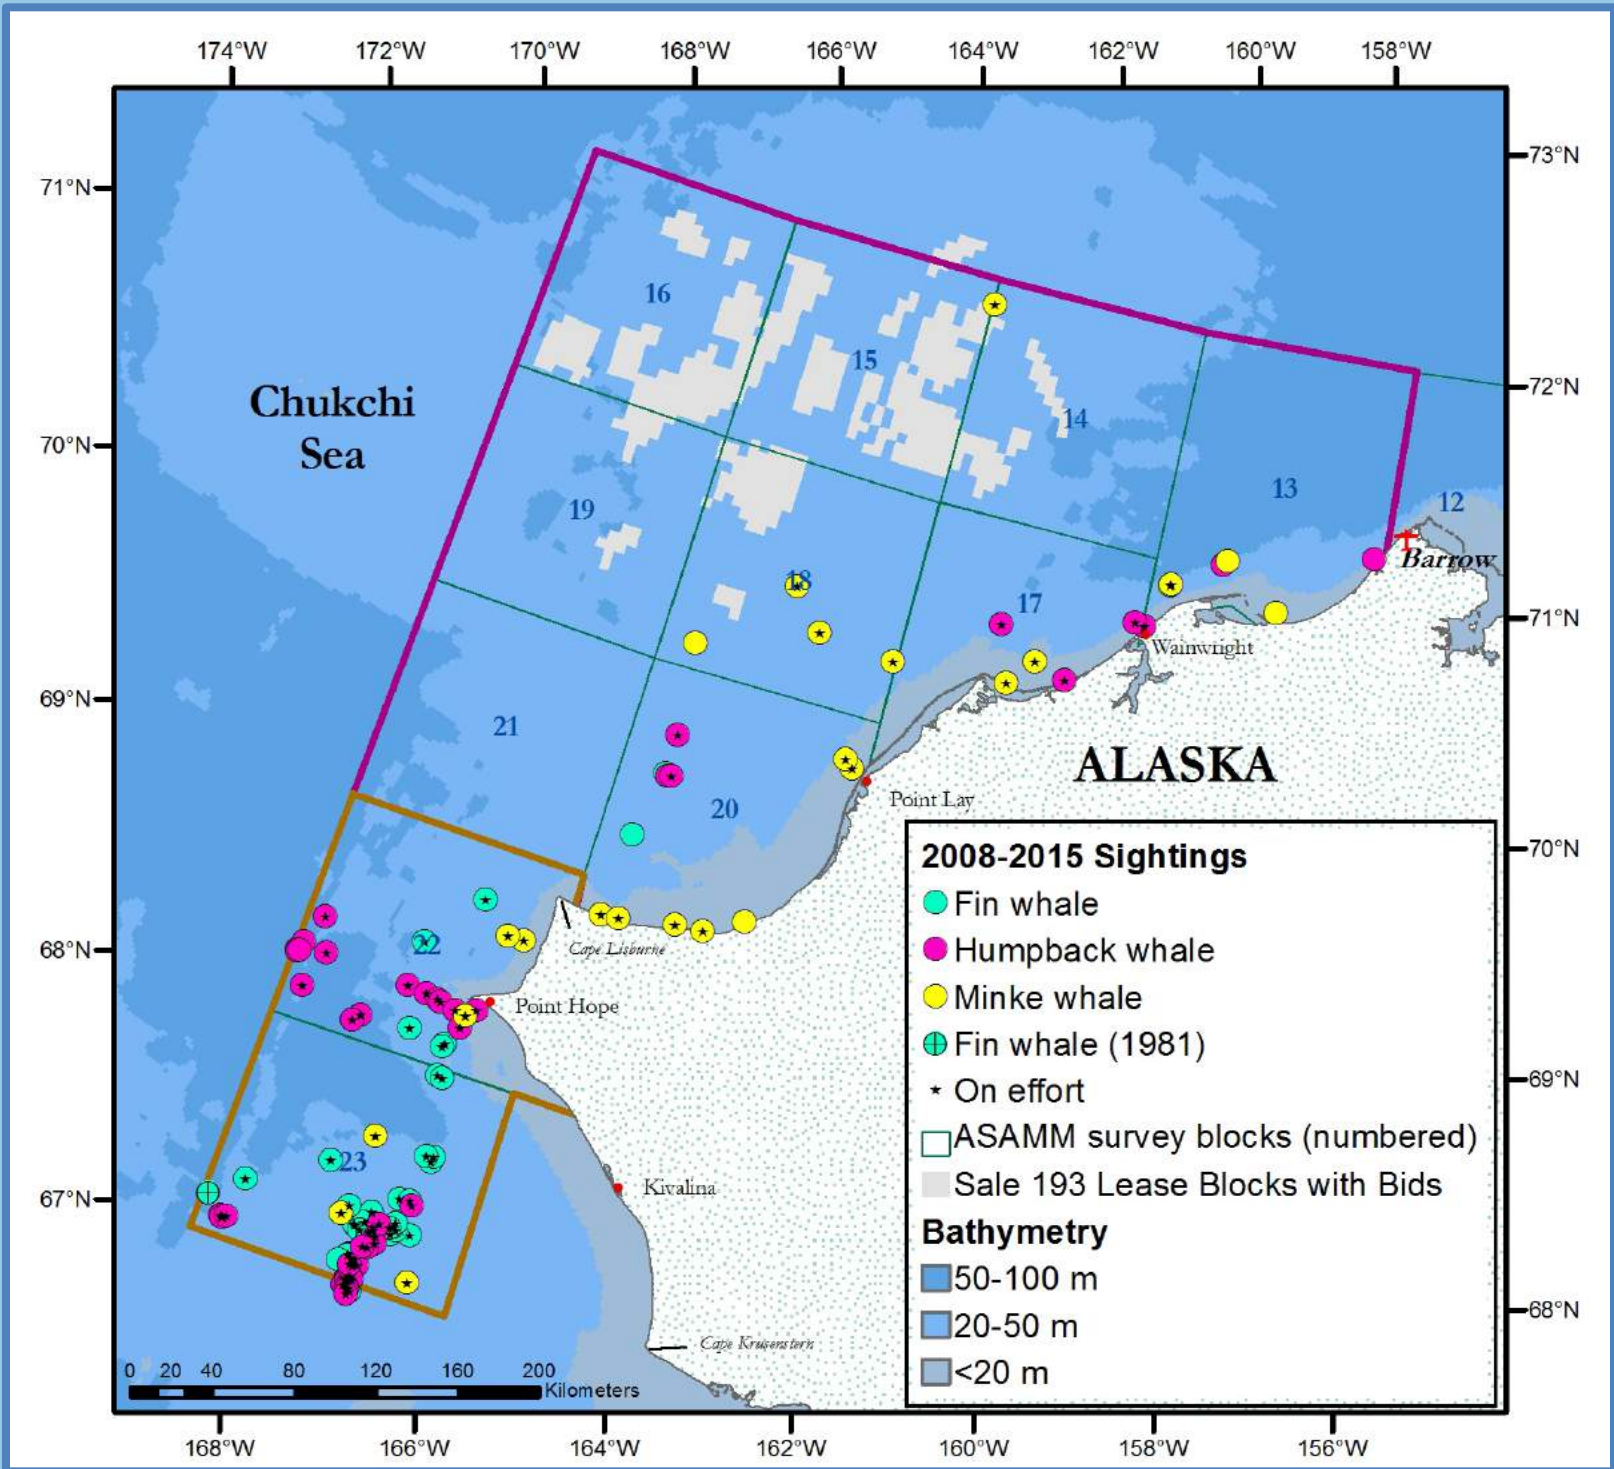 174°W 172°W 170°W 168°W 166°W 164°W 162°W 160°W 158°W
73°N
71°N
16
15
Chukchi
Sea
72°N
14
70°N
13
12
19
Barrow
18
17
71°N
Wainwright
69°N
21
ALASKA
20
Point Lay
70°N
22
68°N
Cape Lisburne
Point Hope
69°N
23
Kivalina
67°N
68°N
Cape Krusenstern
2008-2015 Sightings
Fin whale
Humpback whale
Minke whale
Fin whale (1981)
On effort
ASAMM survey blocks (numbered)
Sale 193 Lease Blocks with Bids
Bathymetry
50-100 m
20-50 m
<20 m
0 20 40 80 120 160 200
Kilometers
168°W 166°W 164°W 162°W 160°W 158°W 156°W